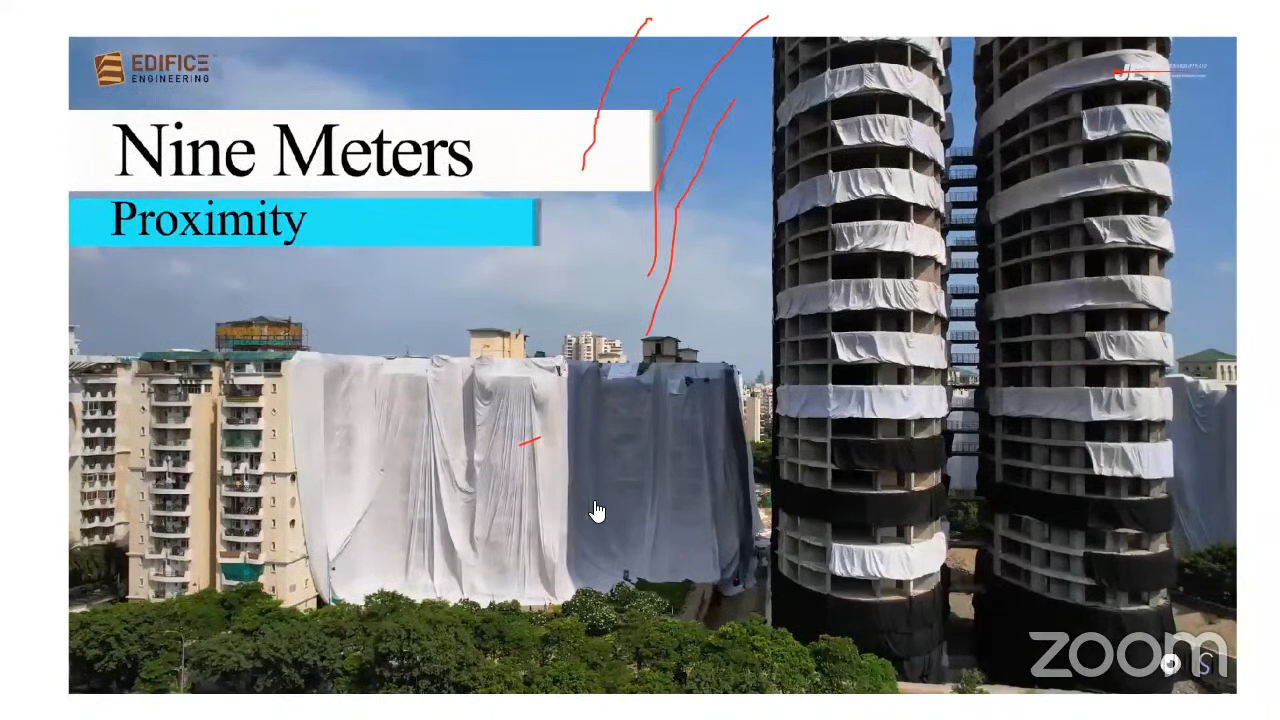 EDIFICE
ENGINEERING
Nine Meters
Proximity
zoom